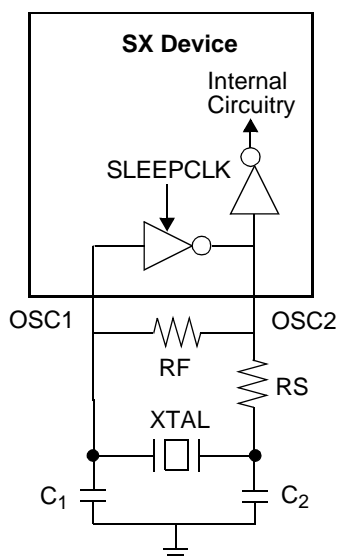 SX Device
Internal
Circuitry
SLEEPCLK
OSC1
OSC2
RF
RS
XTAL
C1
C2